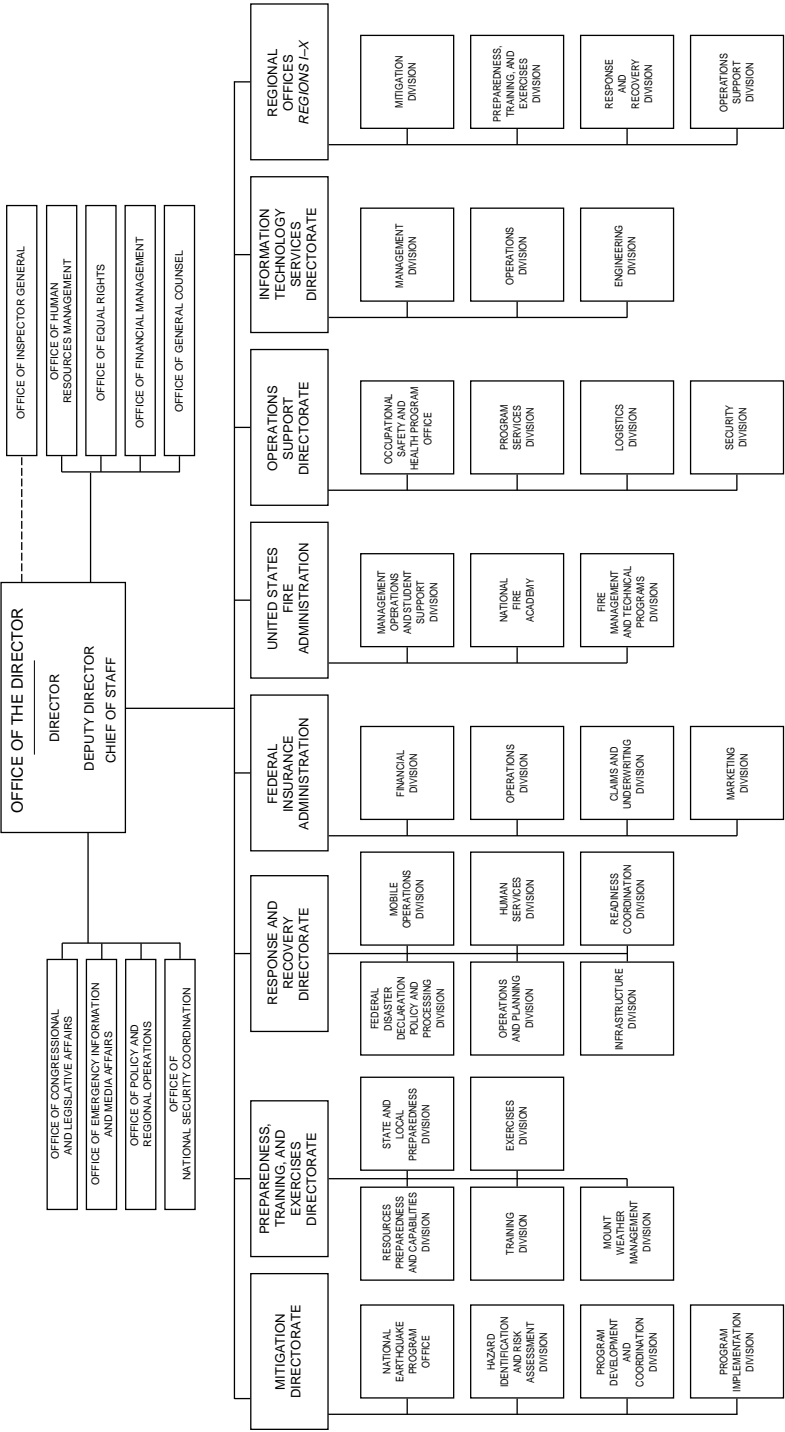 OFFICE OF THE DIRECTOR
DIRECTOR
DEPUTY DIRECTOR
CHIEF OF STAFF
OFFICE OF CONGRESSIONAL
AND LEGISLATIVE AFFAIRS
OFFICE OF EMERGENCY INFORMATION
AND MEDIA AFFAIRS
OFFICE OF POLICY AND
REGIONAL OPERATIONS
OFFICE OF
NATIONAL SECURITY COORDINATION
OFFICE OF INSPECTOR GENERAL
OFFICE OF HUMAN
RESOURCES MANAGEMENT
OFFICE OF EQUAL RIGHTS
OFFICE OF FINANCIAL MANAGEMENT
OFFICE OF GENERAL COUNSEL
MITIGATION
DIRECTORATE
NATIONAL
EARTHQUAKE
PROGRAM
OFFICE
HAZARD
IDENTIFICATION
AND RISK
ASSESSMENT
DIVISION
PROGRAM
DEVELOPMENT
AND
COORDINATION
DIVISION
PROGRAM
IMPLEMENTATION
DIVISION
PREPAREDNESS,
TRAINING, AND
EXERCISES
DIRECTORATE
RESOURCES
PREPAREDNESS
AND CAPABILITIES
DIVISION
STATE AND
LOCAL
PREPAREDNESS
DIVISION
TRAINING
DIVISION
EXERCISES
DIVISION
MOUNT
WEATHER
MANAGEMENT
DIVISION
RESPONSE AND
RECOVERY
DIRECTORATE
FEDERAL
DISASTER
DECLARATION
POLICY AND
PROCESSING
DIVISION
MOBILE
OPERATIONS
DIVISION
OPERATIONS
AND PLANNING
DIVISION
HUMAN
SERVICES
DIVISION
INFRASTRUCTURE
DIVISION
READINESS
COORDINATION
DIVISION
FEDERAL
INSURANCE
ADMINISTRATION
FINANCIAL
DIVISION
OPERATIONS
DIVISION
CLAIMS AND
UNDERWRITING
DIVISION
MARKETING
DIVISION
UNITED STATES
FIRE
ADMINISTRATION
MANAGEMENT
OPERATIONS
AND STUDENT
SUPPORT
DIVISION
NATIONAL
FIRE
ACADEMY
FIRE
MANAGEMENT
AND TECHNICAL
PROGRAMS
DIVISION
OPERATIONS
SUPPORT
DIRECTORATE
OCCUPATIONAL
SAFETY AND
HEALTH PROGRAM
OFFICE
PROGRAM
SERVICES
DIVISION
LOGISTICS
DIVISION
SECURITY
DIVISION
INFORMATION
TECHNOLOGY
SERVICES
DIRECTORATE
MANAGEMENT
DIVISION
OPERATIONS
DIVISION
ENGINEERING
DIVISION
REGIONAL
OFFICES
REGIONS I–X
MITIGATION
DIVISION
PREPAREDNESS,
TRAINING, AND
EXERCISES
DIVISION
RESPONSE
AND
RECOVERY
DIVISION
OPERATIONS
SUPPORT
DIVISION